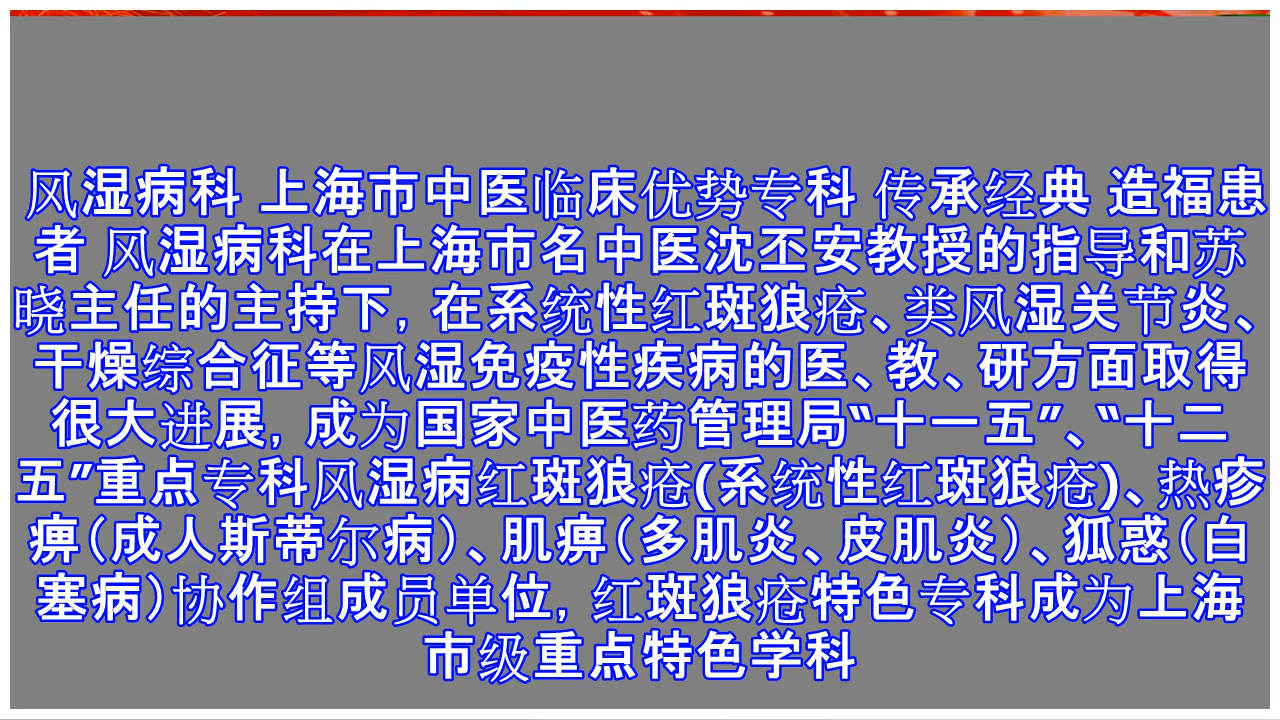 风湿病科 上海市中医临床优势专科 传承经典 造福患
者 风湿病科在上海市名中医沈丕安教授的指导和苏
晓主任的主持下, 在系统性红斑狼疮、类风湿关节炎、
干燥综合征等风湿免疫性疾病的医、教、研方面取得
很大进展, 成为国家中医药管理局“十一五”、“十二
五”重点专科风湿病红斑狼疮(系统性红斑狼疮)、热疹
痹(成人斯蒂尔病)、肌痹(多肌炎、皮肌炎)、狐惑(白
塞病)协作组成员单位, 红斑狼疮特色专科成为上海
市级重点特色学科